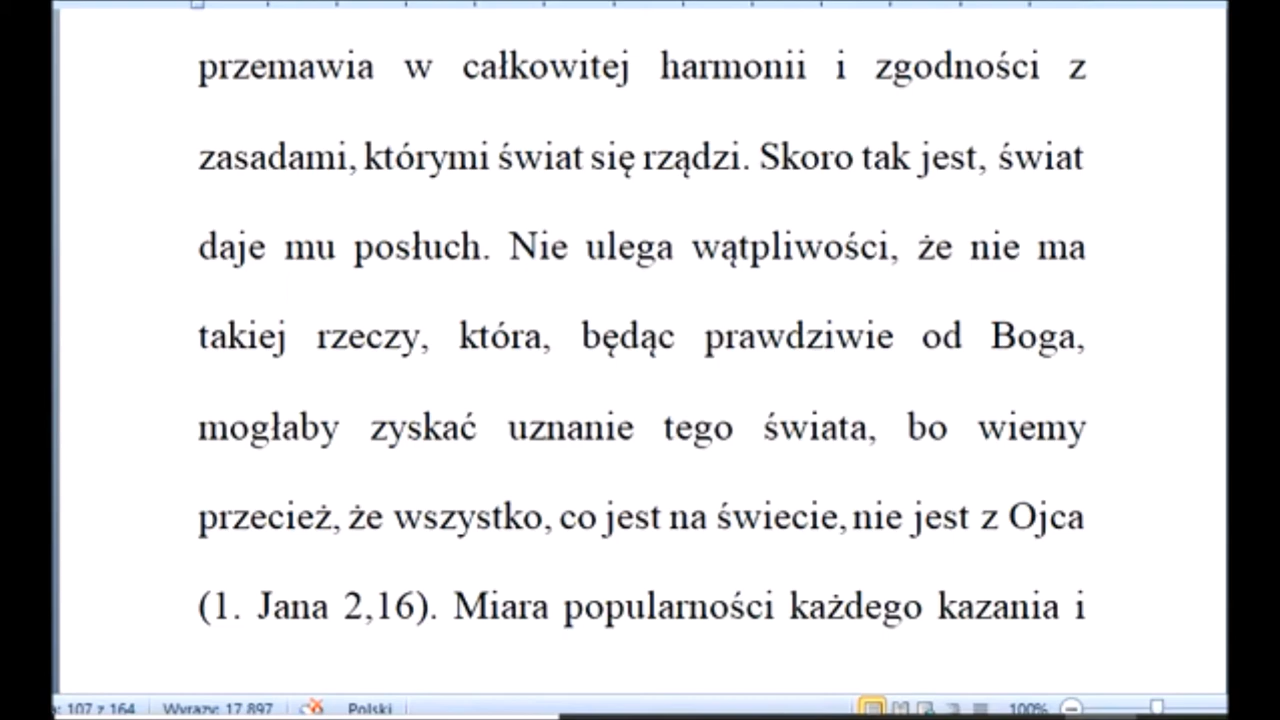 przemawia w całkowitej harmonii i zgodności z
zasadami, którymi świat się rządzi. Skoro tak jest, świat
daje mu posłuch. Nie ulega wątpliwości, że nie ma
takiej rzeczy, która, będąc prawdziwie od Boga,
mogłaby zyskać uznanie tego świata, bo wiemy
przecież, że wszystko, co jest na świecie, nie jest z Ojca
(1. Jana 2,16). Miara popularności każdego kazania i
: 107 z 164 Wyrazy: 17 897 Polski 100%